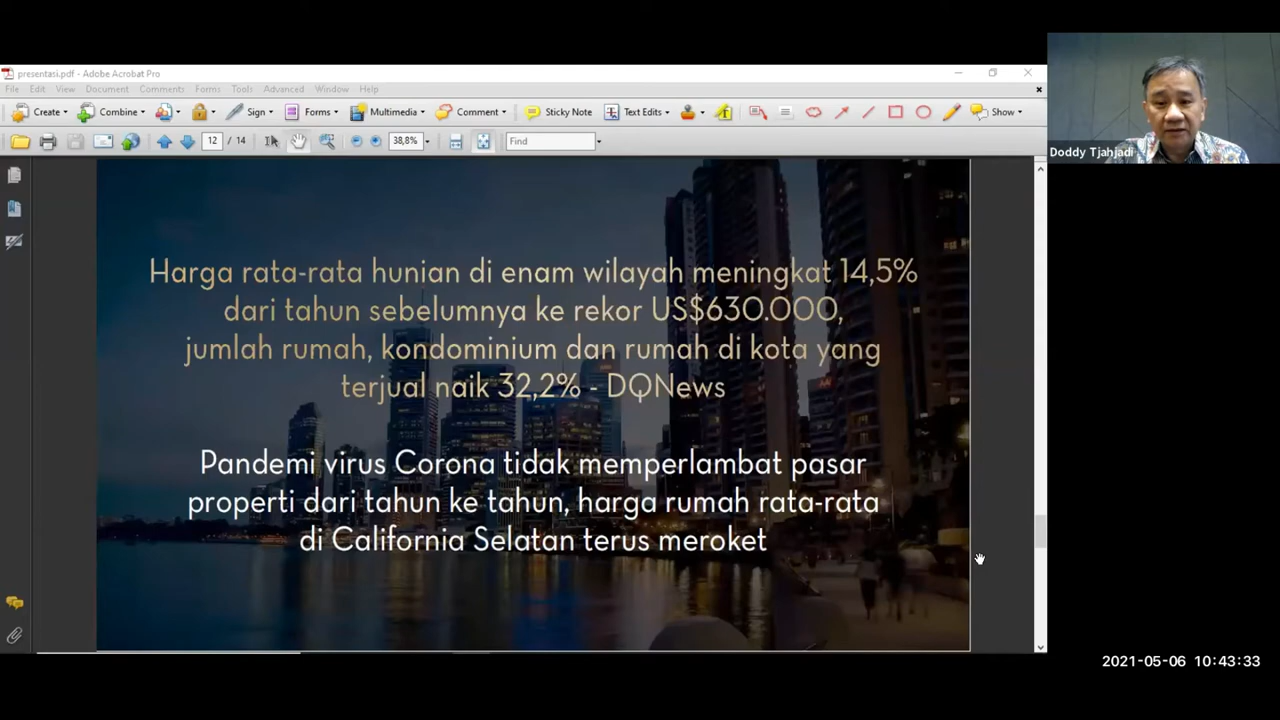 presentasi.pdf - Adobe Acrobat Pro
File Edit View Document Comments Forms Tools Advanced Window Help
Create Combine Sign Forms Multimedia Comment Sticky Note Text Edits Show
12 / 14 38,8% Find
Doddy Tjahjadi
Harga rata-rata hunian di enam wilayah meningkat 14,5%
dari tahun sebelumnya ke rekor US$630.000,
jumlah rumah, kondominium dan rumah di kota yang
terjual naik 32,2% - DQNews
Pandemi virus Corona tidak memperlambat pasar
properti dari tahun ke tahun, harga rumah rata-rata
di California Selatan terus meroket
2021-05-06 10:43:33